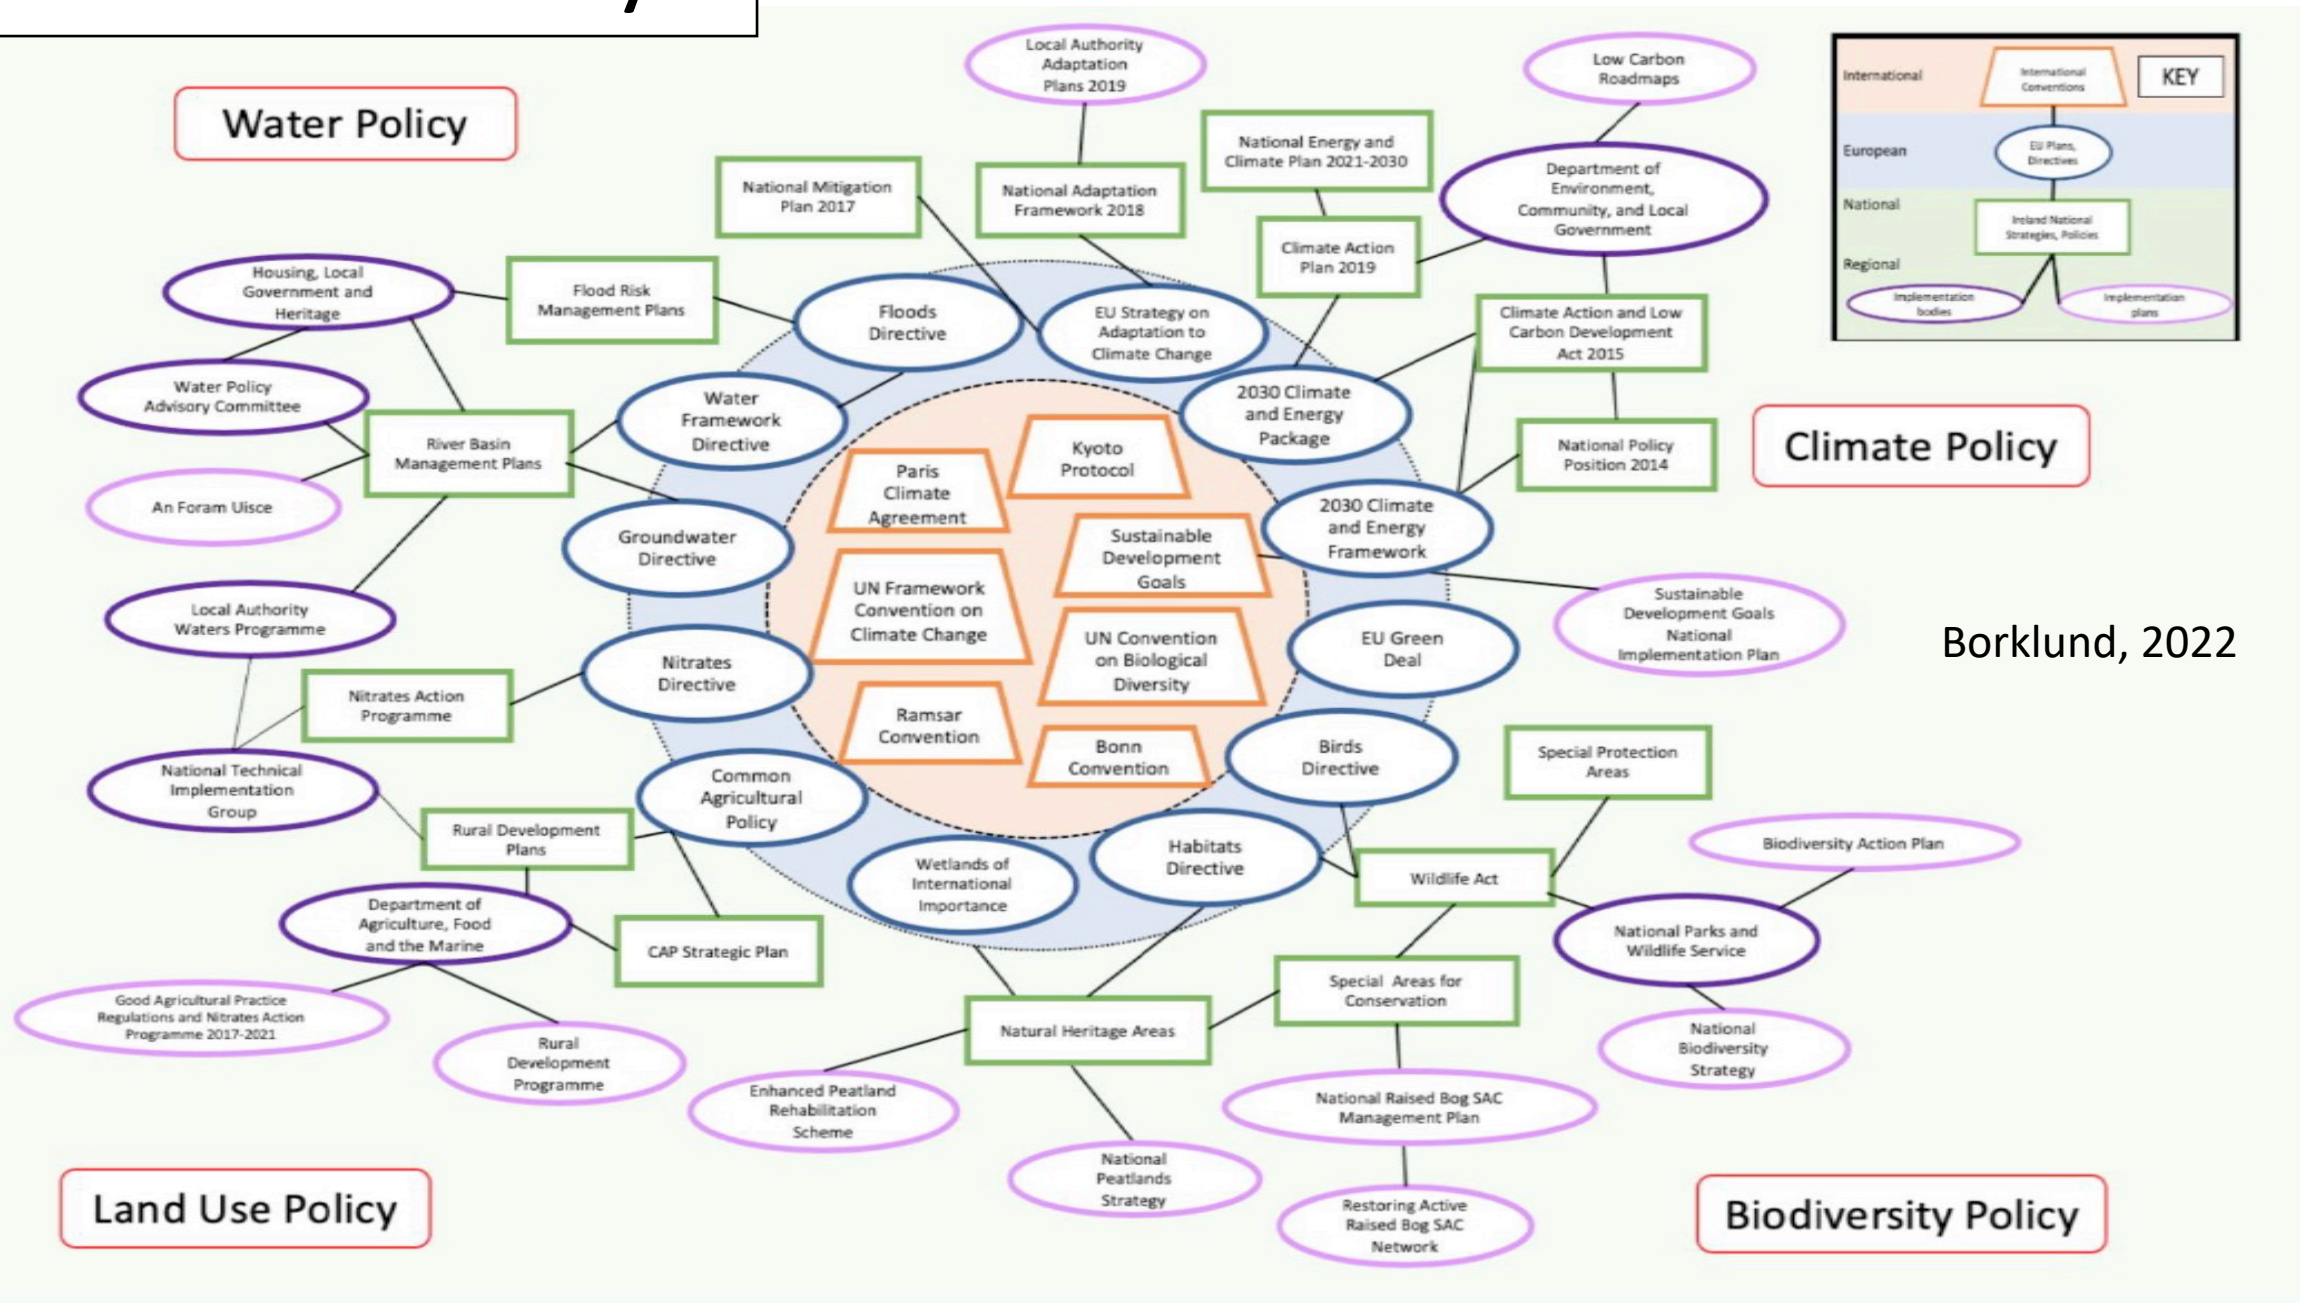 Water Policy
Local Authority
Adaptation
Plans 2019
Low Carbon
Roadmaps
International
International
Conventions
KEY
European
EU Plans,
Directives
National
Ireland National
Strategies, Policies
Regional
Implementation
bodies
Implementation
plans
National Mitigation
Plan 2017
National Adaptation
Framework 2018
National Energy and
Climate Plan 2021-2030
Department of
Environment,
Community, and Local
Government
Climate Action
Plan 2019
Housing, Local
Government and
Heritage
Flood Risk
Management Plans
Floods
Directive
EU Strategy on
Adaptation to
Climate Change
Climate Action and Low
Carbon Development
Act 2015
Water Policy
Advisory Committee
Water
Framework
Directive
2030 Climate
and Energy
Package
National Policy
Position 2014
Climate Policy
River Basin
Management Plans
An Foram Uisce
Paris
Climate
Agreement
Kyoto
Protocol
2030 Climate
and Energy
Framework
Groundwater
Directive
Sustainable
Development
Goals
UN Framework
Convention on
Climate Change
Local Authority
Waters Programme
Sustainable
Development Goals
National
Implementation Plan
Borklund, 2022
Nitrates
Directive
UN Convention
on Biological
Diversity
EU Green
Deal
Nitrates Action
Programme
Ramsar
Convention
Bonn
Convention
Birds
Directive
Special Protection
Areas
National Technical
Implementation
Group
Common
Agricultural
Policy
Rural Development
Plans
Wetlands of
International
Importance
Habitats
Directive
Wildlife Act
Biodiversity Action Plan
Department of
Agriculture, Food
and the Marine
CAP Strategic Plan
National Parks and
Wildlife Service
Special Areas for
Conservation
Good Agricultural Practice
Regulations and Nitrates Action
Programme 2017-2021
Rural
Development
Programme
Natural Heritage Areas
National
Biodiversity
Strategy
Enhanced Peatland
Rehabilitation
Scheme
National Raised Bog SAC
Management Plan
National
Peatlands
Strategy
Restoring Active
Raised Bog SAC
Network
Land Use Policy
Biodiversity Policy